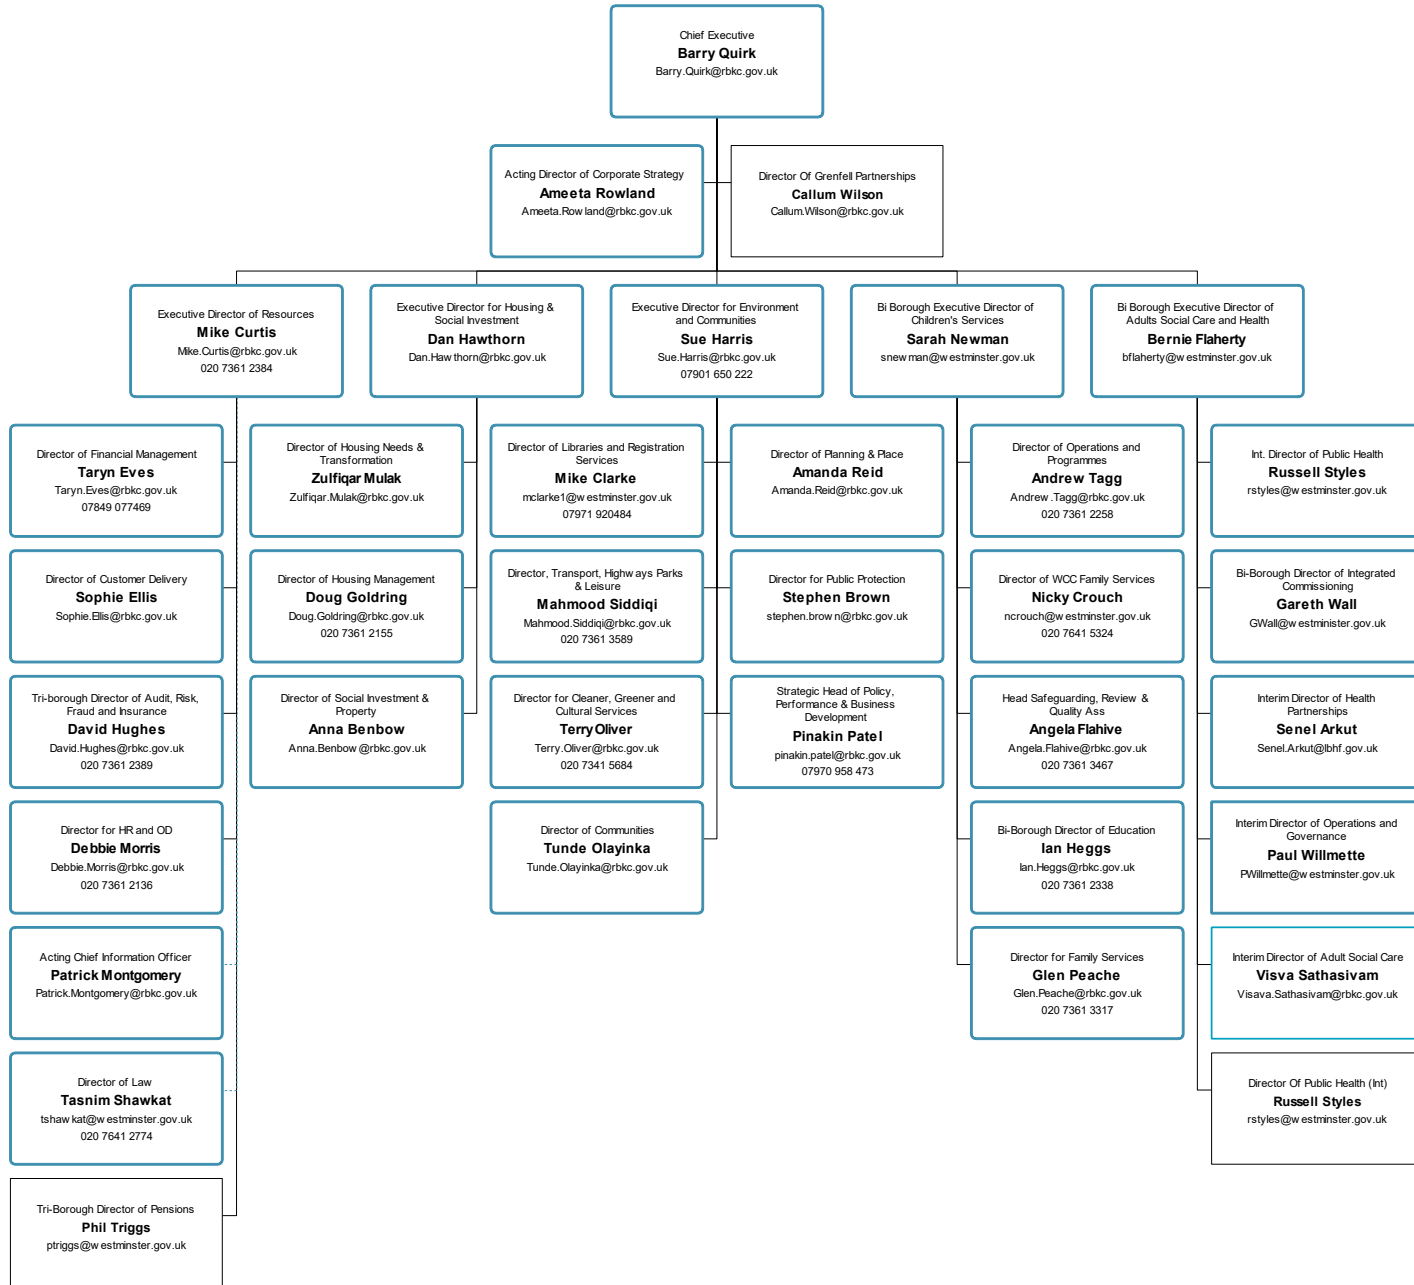 Chief Executive
Barry Quirk
Barry.Quirk@rbkc.gov.uk
Acting Director of Corporate Strategy
Ameeta Rowland
Ameeta.Rowland@rbkc.gov.uk
Director Of Grenfell Partnerships
Callum Wilson
Callum.Wilson@rbkc.gov.uk
Executive Director of Resources
Mike Curtis
Mike.Curtis@rbkc.gov.uk
020 7361 2384
Executive Director for Housing &
Social Investment
Dan Hawthorn
Dan.Hawthorn@rbkc.gov.uk
Executive Director for Environment
and Communities
Sue Harris
Sue.Harris@rbkc.gov.uk
07901 650 222
Bi Borough Executive Director of
Children's Services
Sarah Newman
snewman@westminster.gov.uk
Bi Borough Executive Director of
Adults Social Care and Health
Bernie Flaherty
bflaherty@westminster.gov.uk
Director of Financial Management
Taryn Eves
Taryn.Eves@rbkc.gov.uk
07849 077469
Director of Housing Needs &
Transformation
Zulfiqar Mulak
Zulfiqar.Mulak@rbkc.gov.uk
Director of Libraries and Registration
Services
Mike Clarke
mclarke1@westminster.gov.uk
07971 920484
Director of Planning & Place
Amanda Reid
Amanda.Reid@rbkc.gov.uk
Director of Operations and
Programmes
Andrew Tagg
Andrew.Tagg@rbkc.gov.uk
020 7361 2258
Int. Director of Public Health
Russell Styles
rstyles@westminster.gov.uk
Director of Customer Delivery
Sophie Ellis
Sophie.Ellis@rbkc.gov.uk
Director of Housing Management
Doug Goldring
Doug.Goldring@rbkc.gov.uk
020 7361 2155
Director, Transport, Highways Parks
& Leisure
Mahmood Siddiqi
Mahmood.Siddiqi@rbkc.gov.uk
020 7361 3589
Director for Public Protection
Stephen Brown
stephen.brown@rbkc.gov.uk
Director of WCC Family Services
Nicky Crouch
ncrouch@westminster.gov.uk
020 7641 5324
Bi-Borough Director of Integrated
Commissioning
Gareth Wall
GWall@westminister.gov.uk
Tri-borough Director of Audit, Risk,
Fraud and Insurance
David Hughes
David.Hughes@rbkc.gov.uk
020 7361 2389
Director of Social Investment &
Property
Anna Benbow
Anna.Benbow@rbkc.gov.uk
Director for Cleaner, Greener and
Cultural Services
Terry Oliver
Terry.Oliver@rbkc.gov.uk
020 7341 5684
Strategic Head of Policy,
Performance & Business
Development
Pinakin Patel
pinakin.patel@rbkc.gov.uk
07970 958 473
Head Safeguarding, Review &
Quality Ass
Angela Flahive
Angela.Flahive@rbkc.gov.uk
020 7361 3467
Interim Director of Health
Partnerships
Senel Arkut
Senel.Arkut@lbhf.gov.uk
Director for HR and OD
Debbie Morris
Debbie.Morris@rbkc.gov.uk
020 7361 2136
Director of Communities
Tunde Olayinka
Tunde.Olayinka@rbkc.gov.uk
Bi-Borough Director of Education
Ian Heggs
Ian.Heggs@rbkc.gov.uk
020 7361 2338
Interim Director of Operations and
Governance
Paul Willmette
PWillmette@westminster.gov.uk
Acting Chief Information Officer
Patrick Montgomery
Patrick.Montgomery@rbkc.gov.uk
Director for Family Services
Glen Peache
Glen.Peache@rbkc.gov.uk
020 7361 3317
Interim Director of Adult Social Care
Visva Sathasivam
Visava.Sathasivam@rbkc.gov.uk
Director of Law
Tasnim Shawkat
tshawkat@westminster.gov.uk
020 7641 2774
Director Of Public Health (Int)
Russell Styles
rstyles@westminster.gov.uk
Tri-Borough Director of Pensions
Phil Triggs
ptriggs@westminster.gov.uk